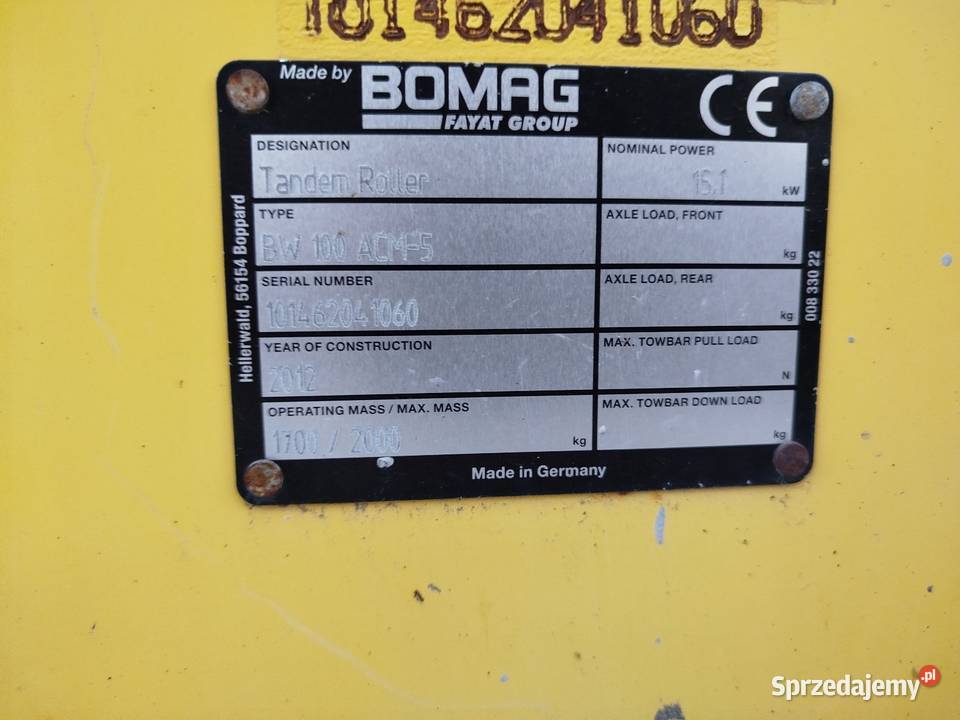 101462041060
Made by BOMAG
FAYAT GROUP
CE
DESIGNATION
Tandem Roller
NOMINAL POWER
15.1 kW
TYPE
BW 100 ACM-5
AXLE LOAD, FRONT
kg
SERIAL NUMBER
101462041060
AXLE LOAD, REAR
kg
YEAR OF CONSTRUCTION
2012
MAX. TOWBAR PULL LOAD
N
OPERATING MASS / MAX. MASS
1700 / 2000 kg
MAX. TOWBAR DOWN LOAD
kg
Hellerwald, 56154 Boppard
008 330 22
Made in Germany
Sprzedajemy.pl